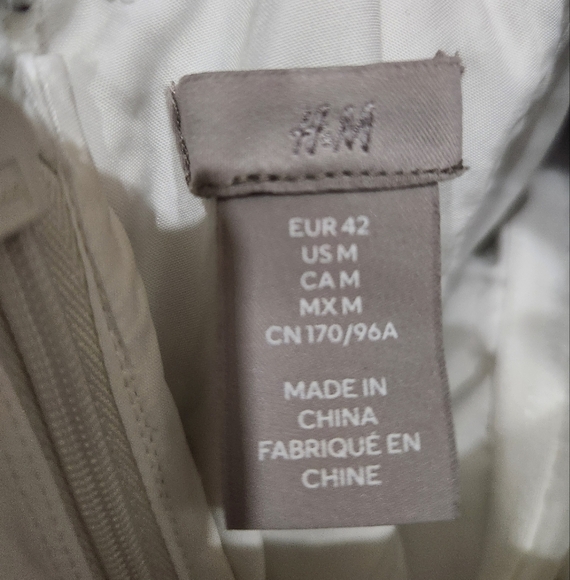 H&M
EUR 42
US M
CA M
MX M
CN 170/96A
MADE IN
CHINA
FABRIQUÉ EN
CHINE